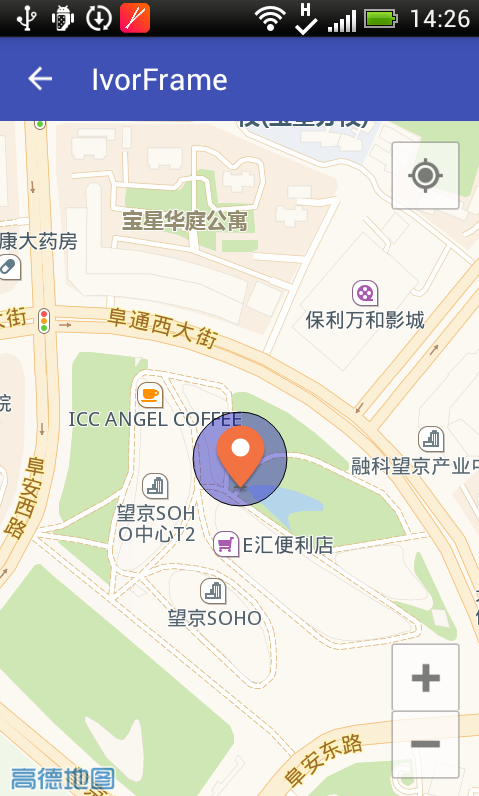 H
14:26
IvorFrame
宝星华庭公寓
康大药房
保利万和影城
大街
阜通西大街
院
ICC ANGEL COFFEE
融科望京产业中
阜安西路
望京SOH
O中心T2
E汇便利店
望京SOHO
阜安东路
高德地图